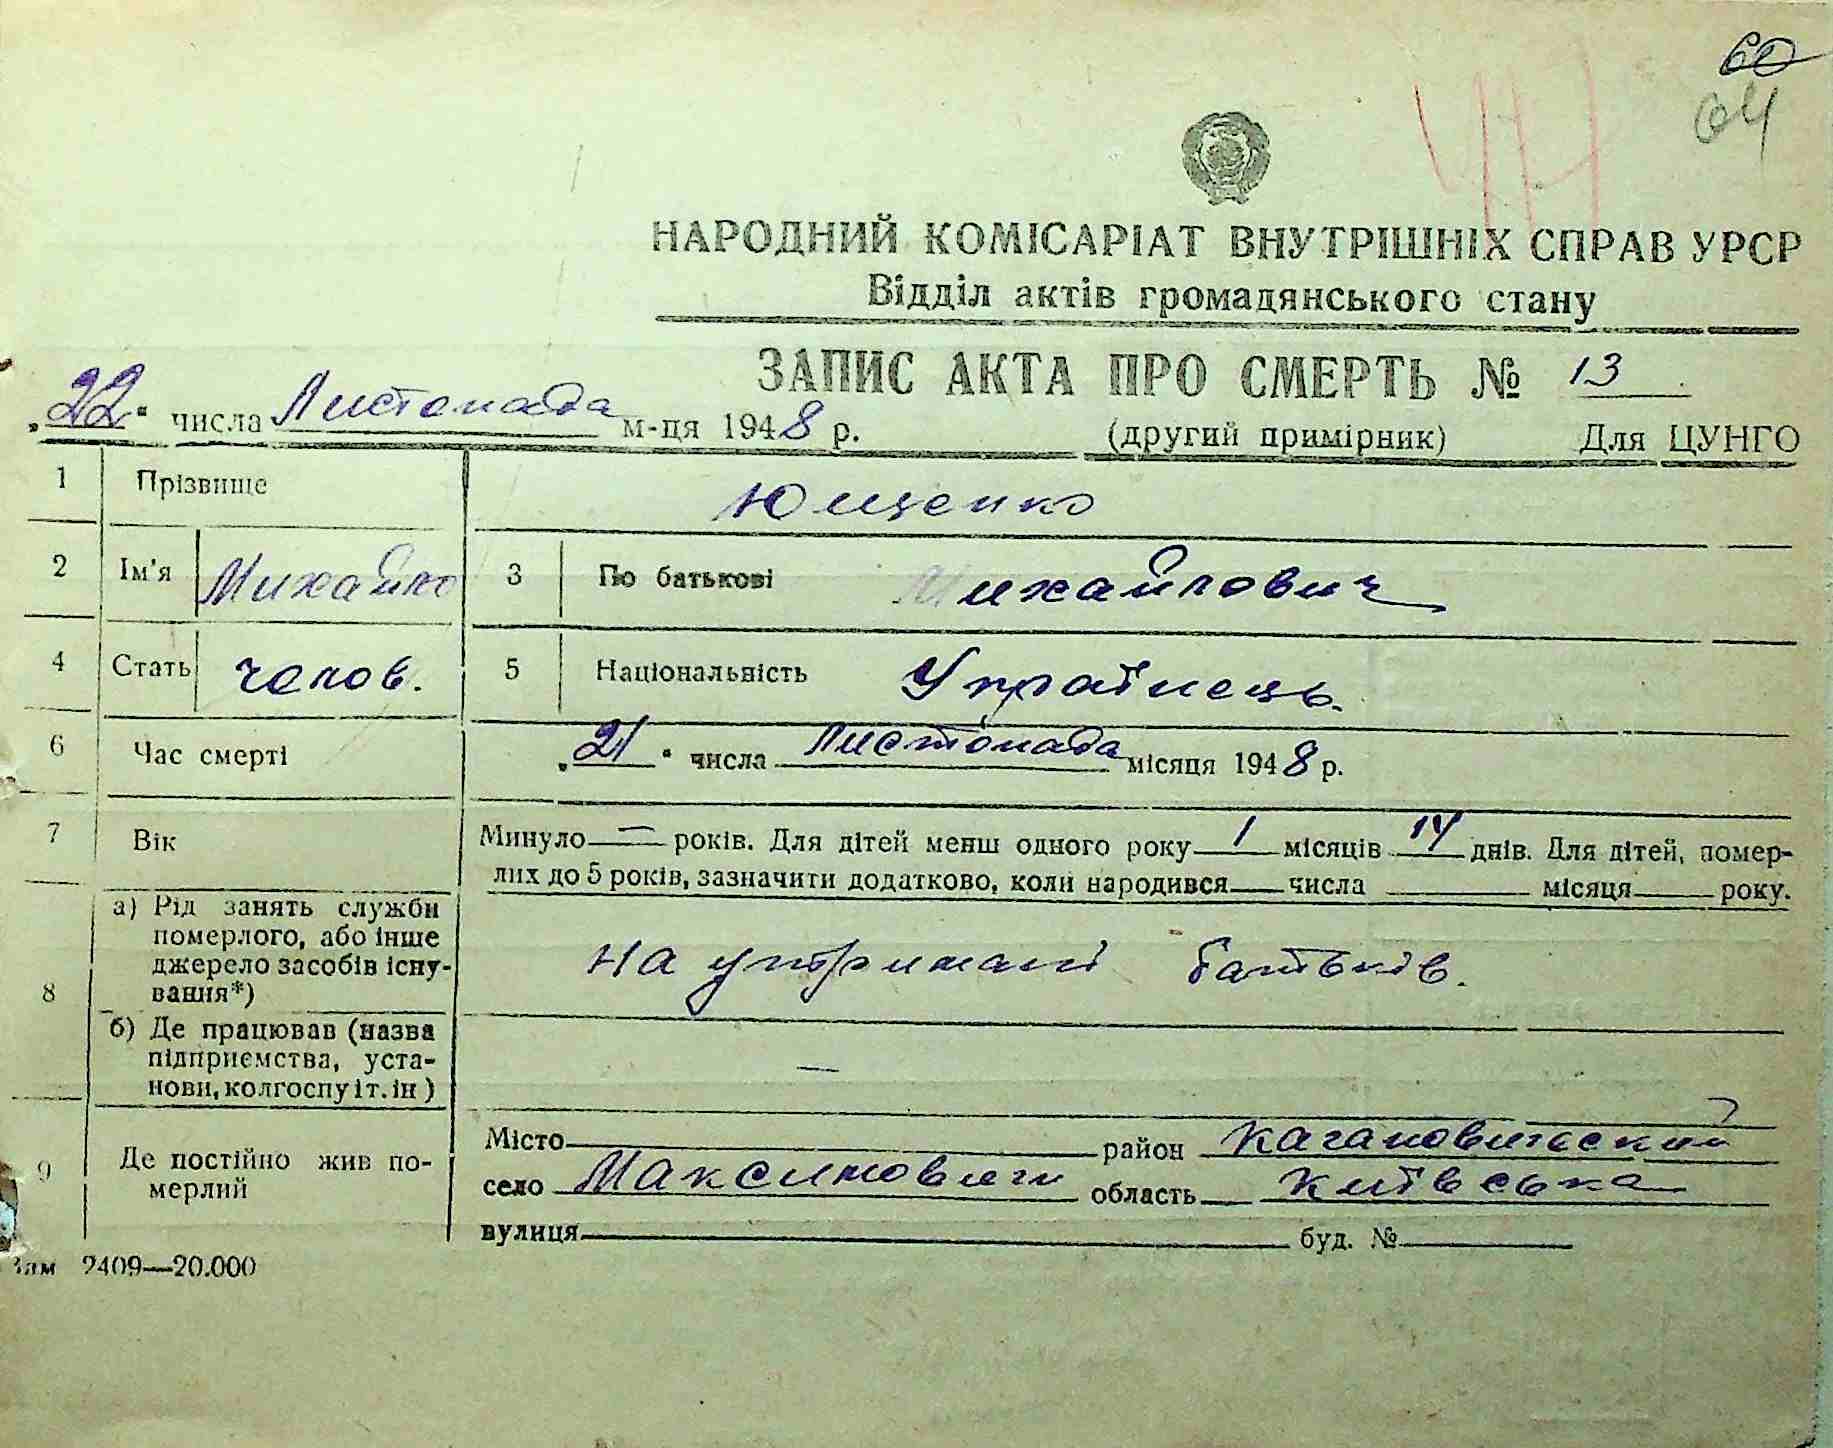 60
64
ЧН
НАРОДНИЙ КОМІСАРІАТ ВНУТРІШНІХ СПРАВ УРСР
Відділ актів громадянського стану
ЗАПИС АКТА ПРО СМЕРТЬ № 13
„22“ числа Листопада м-ця 1948 р. (другий примірник) Для ЦУНГО
1 Прізвище Ющенко
2 Ім'я Михайло 3 По батькові Михайлович
4 Стать чолов. 5 Національність Українець.
6 Час смерті „21“ числа Листопада місяця 1948 р.
7 Вік Минуло — років. Для дітей менш одного року 1 місяців 14 днів. Для дітей, помер-
лих до 5 років, зазначити додатково, коли народився числа місяця року.
8 а) Рід занять служби
померлого, або інше
джерело засобів існу-
вання*) на утримані батьків.
б) Де працював (назва
підприємства, уста-
нови, колгоспу і т. ін ) —
9 Де постійно жив по-
мерлий
Місто район Кагановичеський
село Максимовичи область Київська
вулиця буд. №
Зам 2409—20.000